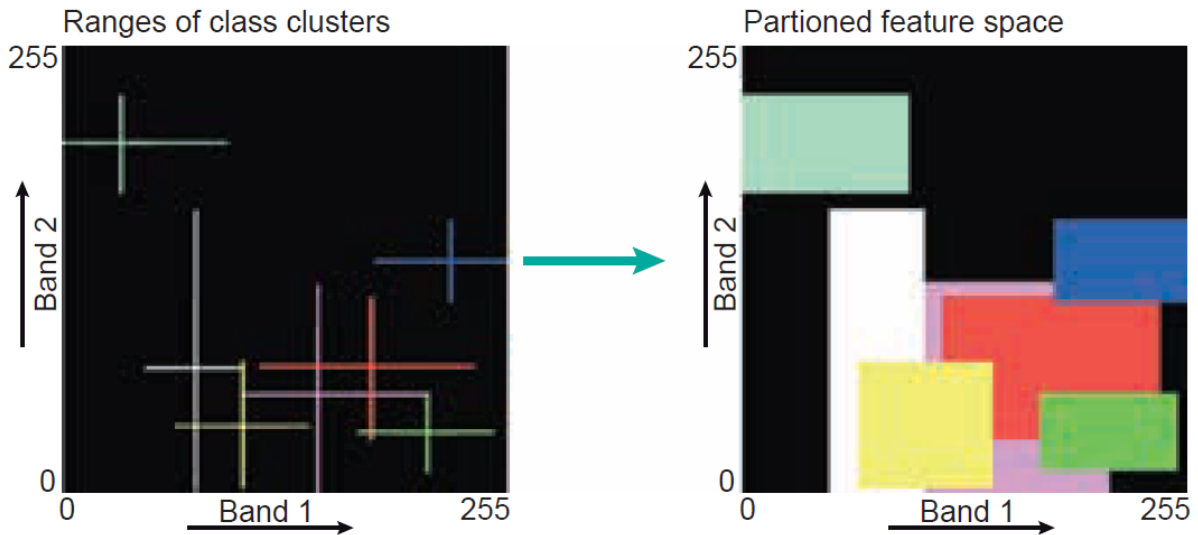 Ranges of class clusters
255
Band 2
0
0
Band 1
255
Partioned feature space
255
Band 2
0
0
Band 1
255